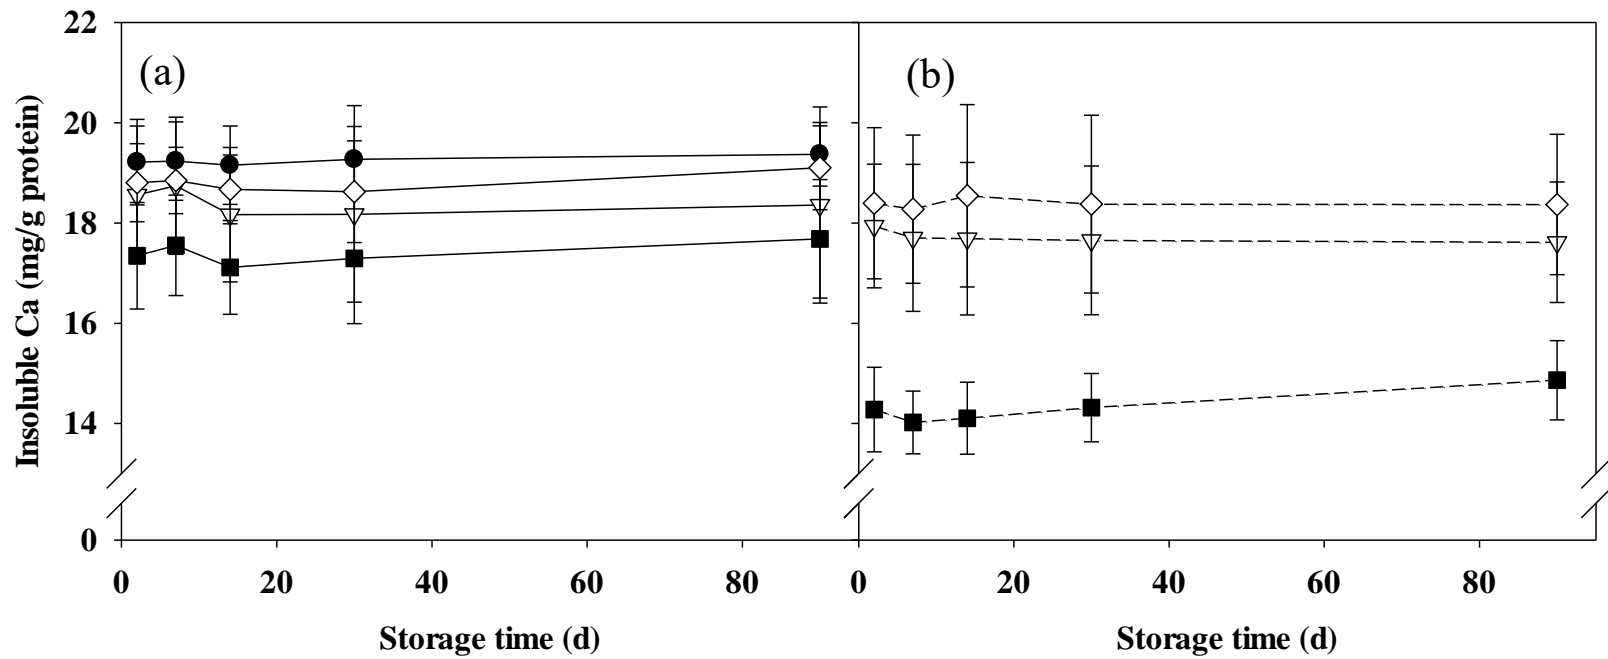 (a)
(b)
Insoluble Ca (mg/g protein)
22
20
18
16
14
0
0 20 40 60 80 0 20 40 60 80
Storage time (d) Storage time (d)